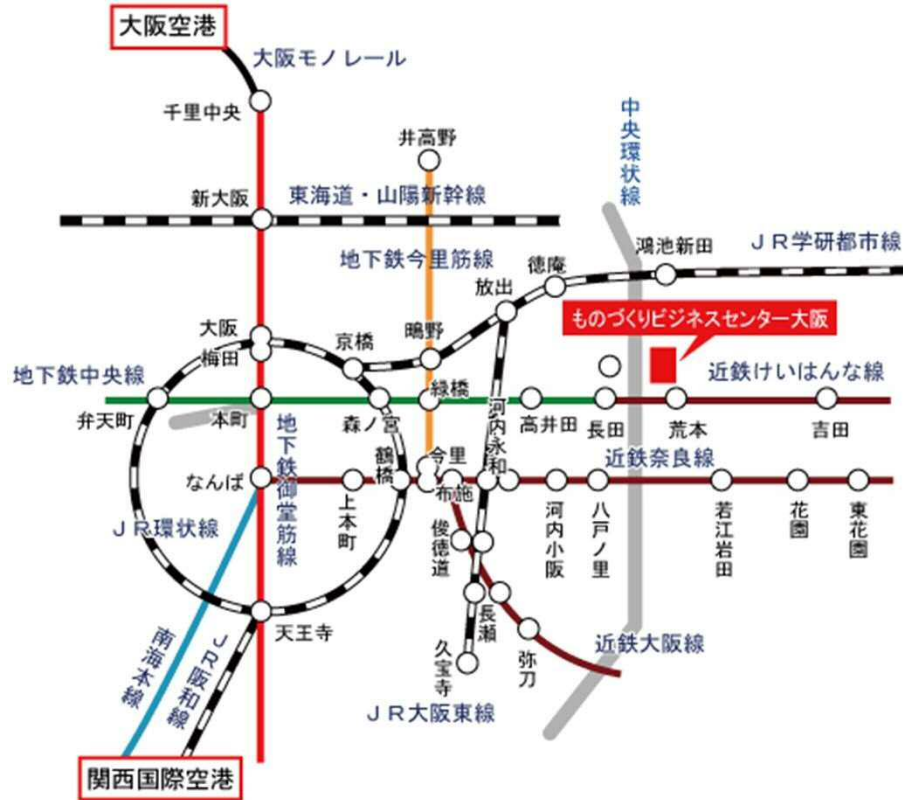 大阪空港
大阪モノレール
千里中央
井高野
中央環状線
新大阪
東海道・山陽新幹線
地下鉄今里筋線
徳庵
鴻池新田
JR学研都市線
放出
ものづくりビジネスセンター大阪
大阪
梅田
京橋
鴫野
地下鉄中央線
近鉄けいはんな線
弁天町
本町
森ノ宮
緑橋
高井田
長田
荒本
吉田
地下鉄御堂筋線
鶴橋
今里
河内永和
近鉄奈良線
なんば
上本町
布施
JR環状線
俊徳道
河内小阪
八戸ノ里
若江岩田
花園
東花園
天王寺
長瀬
弥刀
久宝寺
近鉄大阪線
南海本線
JR阪和線
JR大阪東線
関西国際空港